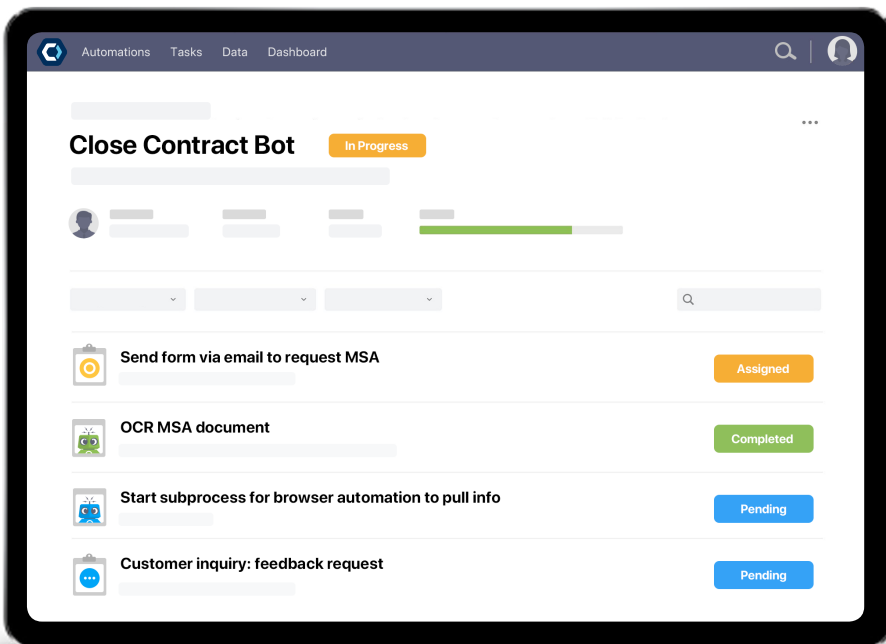 Automations Tasks Data Dashboard
Close Contract Bot
In Progress
Send form via email to request MSA
Assigned
OCR MSA document
Completed
Start subprocess for browser automation to pull info
Pending
Customer inquiry: feedback request
Pending